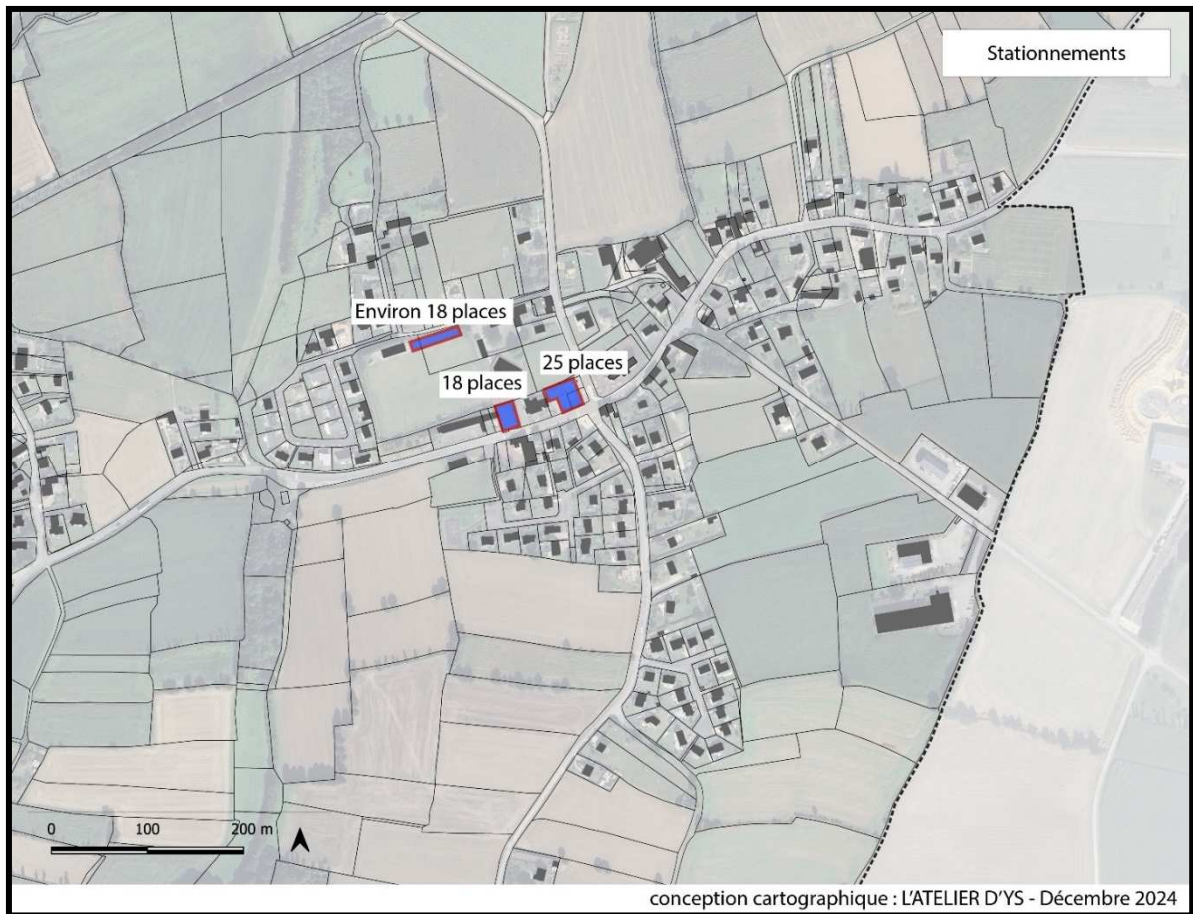 Stationnements
Environ 18 places
25 places
18 places
0 100 200 m
conception cartographique : L'ATELIER D'YS - Décembre 2024